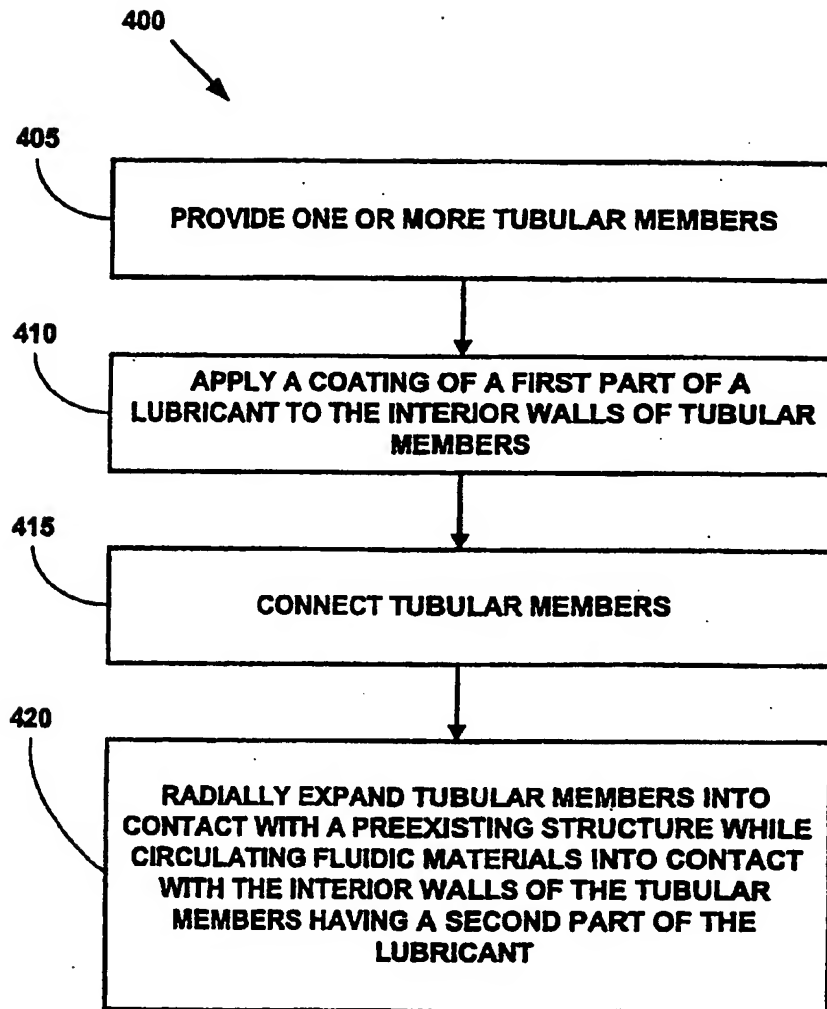 400
405
PROVIDE ONE OR MORE TUBULAR MEMBERS
410
APPLY A COATING OF A FIRST PART OF A
LUBRICANT TO THE INTERIOR WALLS OF TUBULAR
MEMBERS
415
CONNECT TUBULAR MEMBERS
420
RADIALLY EXPAND TUBULAR MEMBERS INTO
CONTACT WITH A PREEXISTING STRUCTURE WHILE
CIRCULATING FLUIDIC MATERIALS INTO CONTACT
WITH THE INTERIOR WALLS OF THE TUBULAR
MEMBERS HAVING A SECOND PART OF THE
LUBRICANT